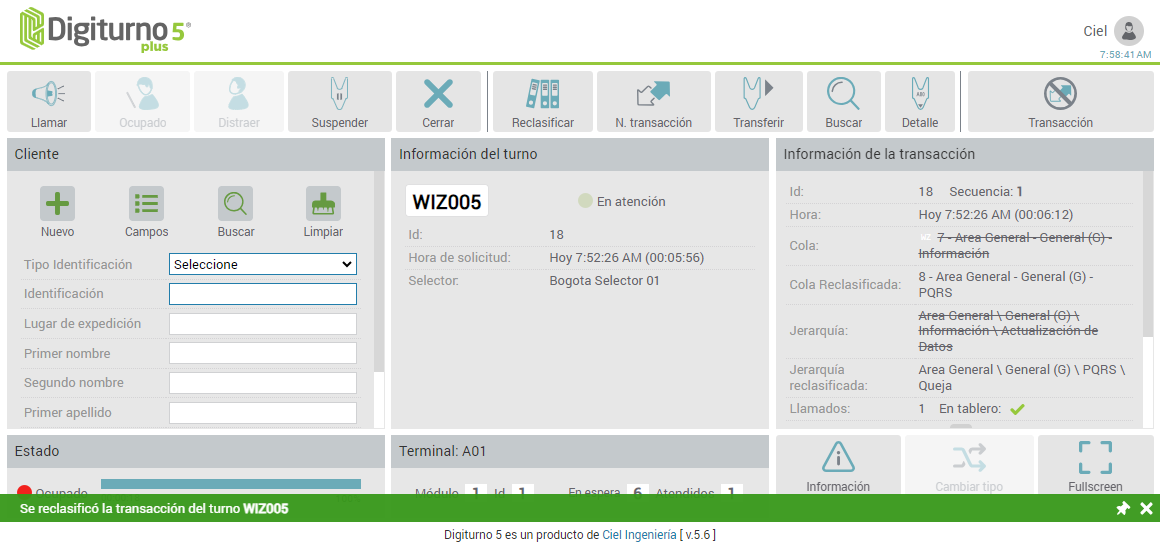 Digiturno 5®
plus
Ciel
7:58:41 AM
Llamar
Ocupado
Distraer
Suspender
Cerrar
Reclasificar
N. transacción
Transferir
Buscar
Detalle
Transacción
Cliente
Nuevo
Campos
Buscar
Limpiar
Tipo Identificación Seleccione
Identificación
Lugar de expedición
Primer nombre
Segundo nombre
Primer apellido
Información del turno
WIZ005 En atención
Id: 18
Hora de solicitud: Hoy 7:52:26 AM (00:05:56)
Selector: Bogota Selector 01
Información de la transacción
Id: 18 Secuencia: 1
Hora: Hoy 7:52:26 AM (00:06:12)
Cola: WZ 7 - Area General - General (G) -
Información
Cola Reclasificada: 8 - Area General - General (G) -
PQRS
Jerarquía: Area General \ General (G) \
Información \ Actualización de
Datos
Jerarquía
reclasificada: Area General \ General (G) \ PQRS \
Queja
Llamados: 1 En tablero:
Estado
Ocupado
Terminal: A01
Módulo 1 Id 1 En espera 6 Atendidos 1
Información
Cambiar tipo
Fullscreen
Se reclasificó la transacción del turno WIZ005
Digiturno 5 es un producto de Ciel Ingeniería [ v.5.6 ]